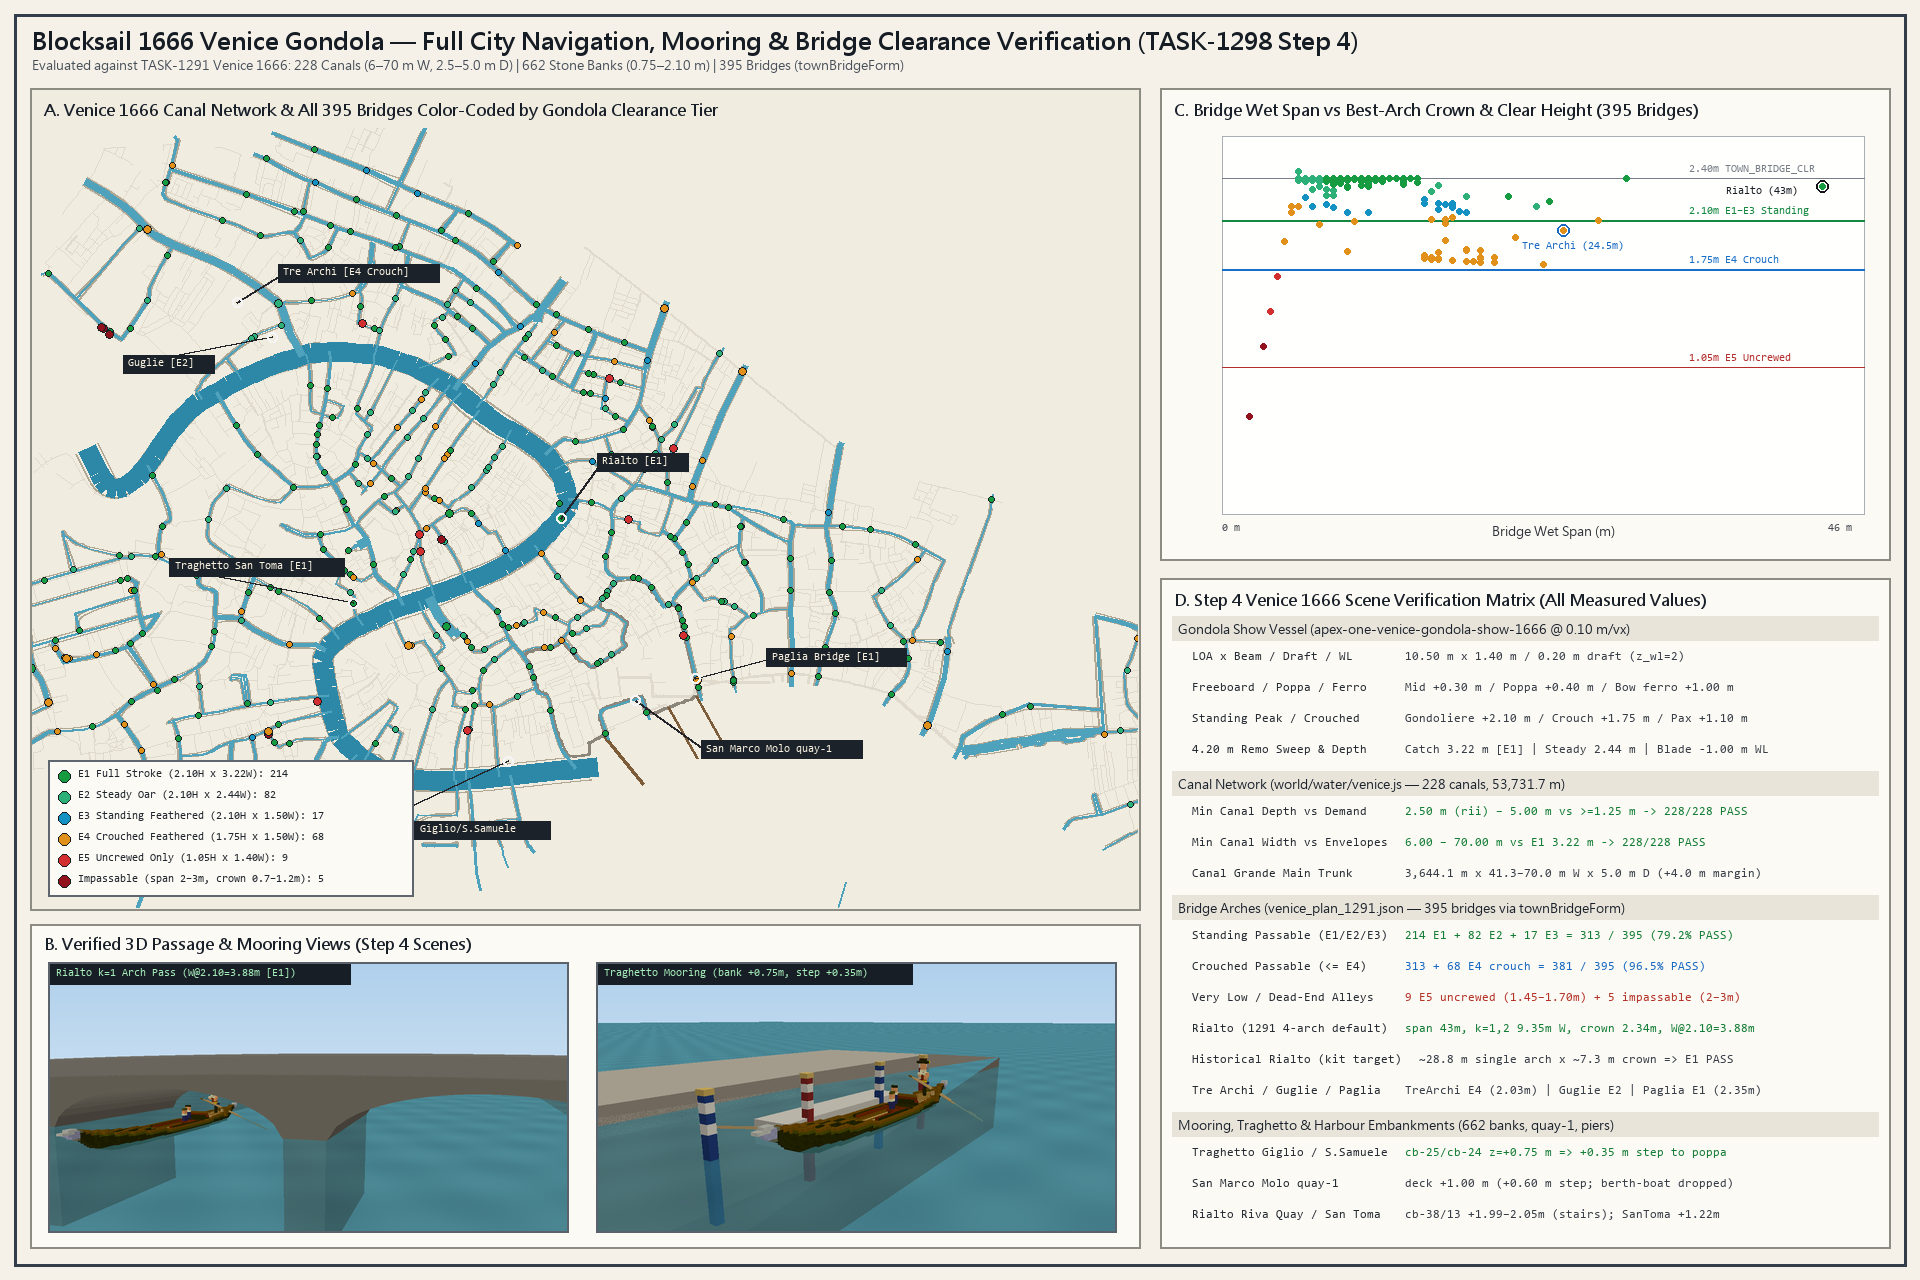 Blocksail 1666 Venice Gondola — Full City Navigation, Mooring & Bridge Clearance Verification (TASK-1298 Step 4)
Evaluated against TASK-1291 Venice 1666: 228 Canals (6–70 m W, 2.5–5.0 m D) | 662 Stone Banks (0.75–2.10 m) | 395 Bridges (townBridgeForm)
A. Venice 1666 Canal Network & All 395 Bridges Color-Coded by Gondola Clearance Tier
Tre Archi [E4 Crouch]
Guglie [E2]
Rialto [E1]
Traghetto San Toma [E1]
Paglia Bridge [E1]
San Marco Molo quay-1
Giglio/S.Samuele
E1 Full Stroke (2.10H x 3.22W): 214
E2 Steady Oar (2.10H x 2.44W): 82
E3 Standing Feathered (2.10H x 1.50W): 17
E4 Crouched Feathered (1.75H x 1.50W): 68
E5 Uncrewed Only (1.05H x 1.40W): 9
Impassable (span 2–3m, crown 0.7–1.2m): 5
B. Verified 3D Passage & Mooring Views (Step 4 Scenes)
Rialto k=1 Arch Pass (W@2.10=3.88m [E1])
Traghetto Mooring (bank +0.75m, step +0.35m)
C. Bridge Wet Span vs Best-Arch Crown & Clear Height (395 Bridges)
2.40m TOWN_BRIDGE_CLR
Rialto (43m)
2.10m E1–E3 Standing
Tre Archi (24.5m)
1.75m E4 Crouch
1.05m E5 Uncrewed
0 m
Bridge Wet Span (m)
46 m
D. Step 4 Venice 1666 Scene Verification Matrix (All Measured Values)
Gondola Show Vessel (apex-one-venice-gondola-show-1666 @ 0.10 m/vx)
LOA x Beam / Draft / WL 10.50 m x 1.40 m / 0.20 m draft (z_wl=2)
Freeboard / Poppa / Ferro Mid +0.30 m / Poppa +0.40 m / Bow ferro +1.00 m
Standing Peak / Crouched Gondoliere +2.10 m / Crouch +1.75 m / Pax +1.10 m
4.20 m Remo Sweep & Depth Catch 3.22 m [E1] | Steady 2.44 m | Blade -1.00 m WL
Canal Network (world/water/venice.js — 228 canals, 53,731.7 m)
Min Canal Depth vs Demand 2.50 m (rii) – 5.00 m vs >=1.25 m -> 228/228 PASS
Min Canal Width vs Envelopes 6.00 – 70.00 m vs E1 3.22 m -> 228/228 PASS
Canal Grande Main Trunk 3,644.1 m x 41.3–70.0 m W x 5.0 m D (+4.0 m margin)
Bridge Arches (venice_plan_1291.json — 395 bridges via townBridgeForm)
Standing Passable (E1/E2/E3) 214 E1 + 82 E2 + 17 E3 = 313 / 395 (79.2% PASS)
Crouched Passable (<= E4) 313 + 68 E4 crouch = 381 / 395 (96.5% PASS)
Very Low / Dead-End Alleys 9 E5 uncrewed (1.45–1.70m) + 5 impassable (2–3m)
Rialto (1291 4-arch default) span 43m, k=1,2 9.35m W, crown 2.34m, W@2.10=3.88m
Historical Rialto (kit target) ~28.8 m single arch x ~7.3 m crown => E1 PASS
Tre Archi / Guglie / Paglia TreArchi E4 (2.03m) | Guglie E2 | Paglia E1 (2.35m)
Mooring, Traghetto & Harbour Embankments (662 banks, quay-1, piers)
Traghetto Giglio / S.Samuele cb-25/cb-24 z=+0.75 m => +0.35 m step to poppa
San Marco Molo quay-1 deck +1.00 m (+0.60 m step; berth-boat dropped)
Rialto Riva Quay / San Toma cb-38/13 +1.99–2.05m (stairs); SanToma +1.22m